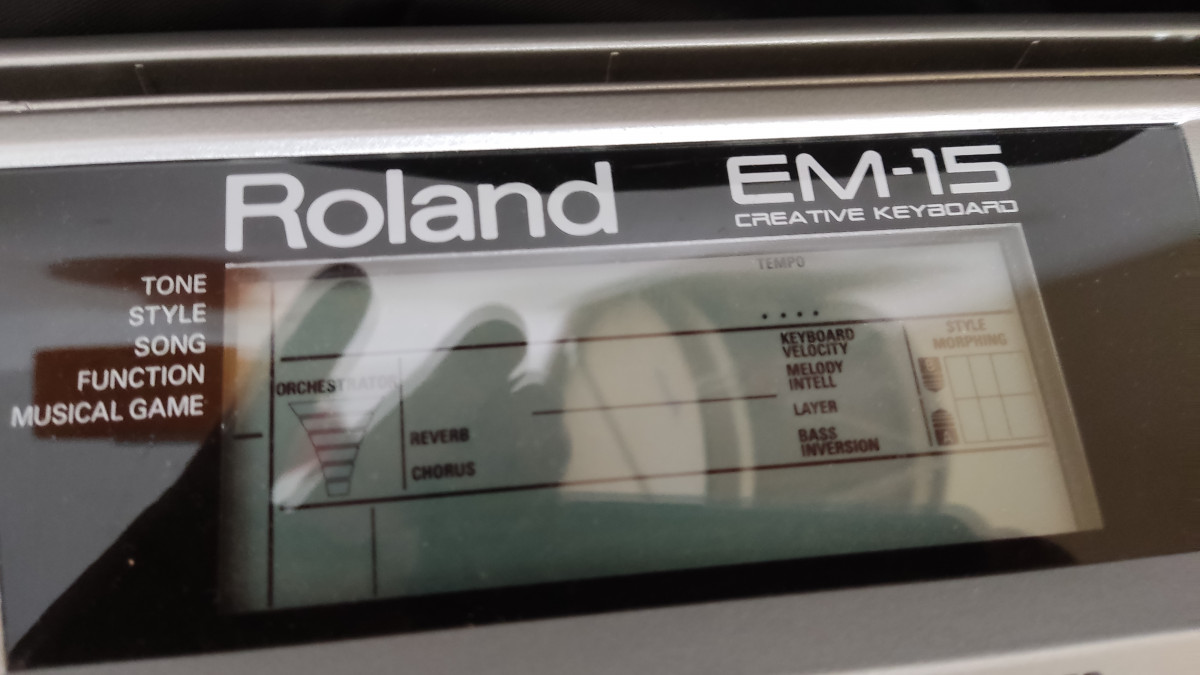 Roland
EM-15
CREATIVE KEYBOARD
TONE
STYLE
SONG
FUNCTION
MUSICAL GAME
TEMPO
ORCHESTRATOR
REVERB
CHORUS
KEYBOARD
VELOCITY
MELODY
INTELL
LAYER
BASS
INVERSION
STYLE
MORPHING